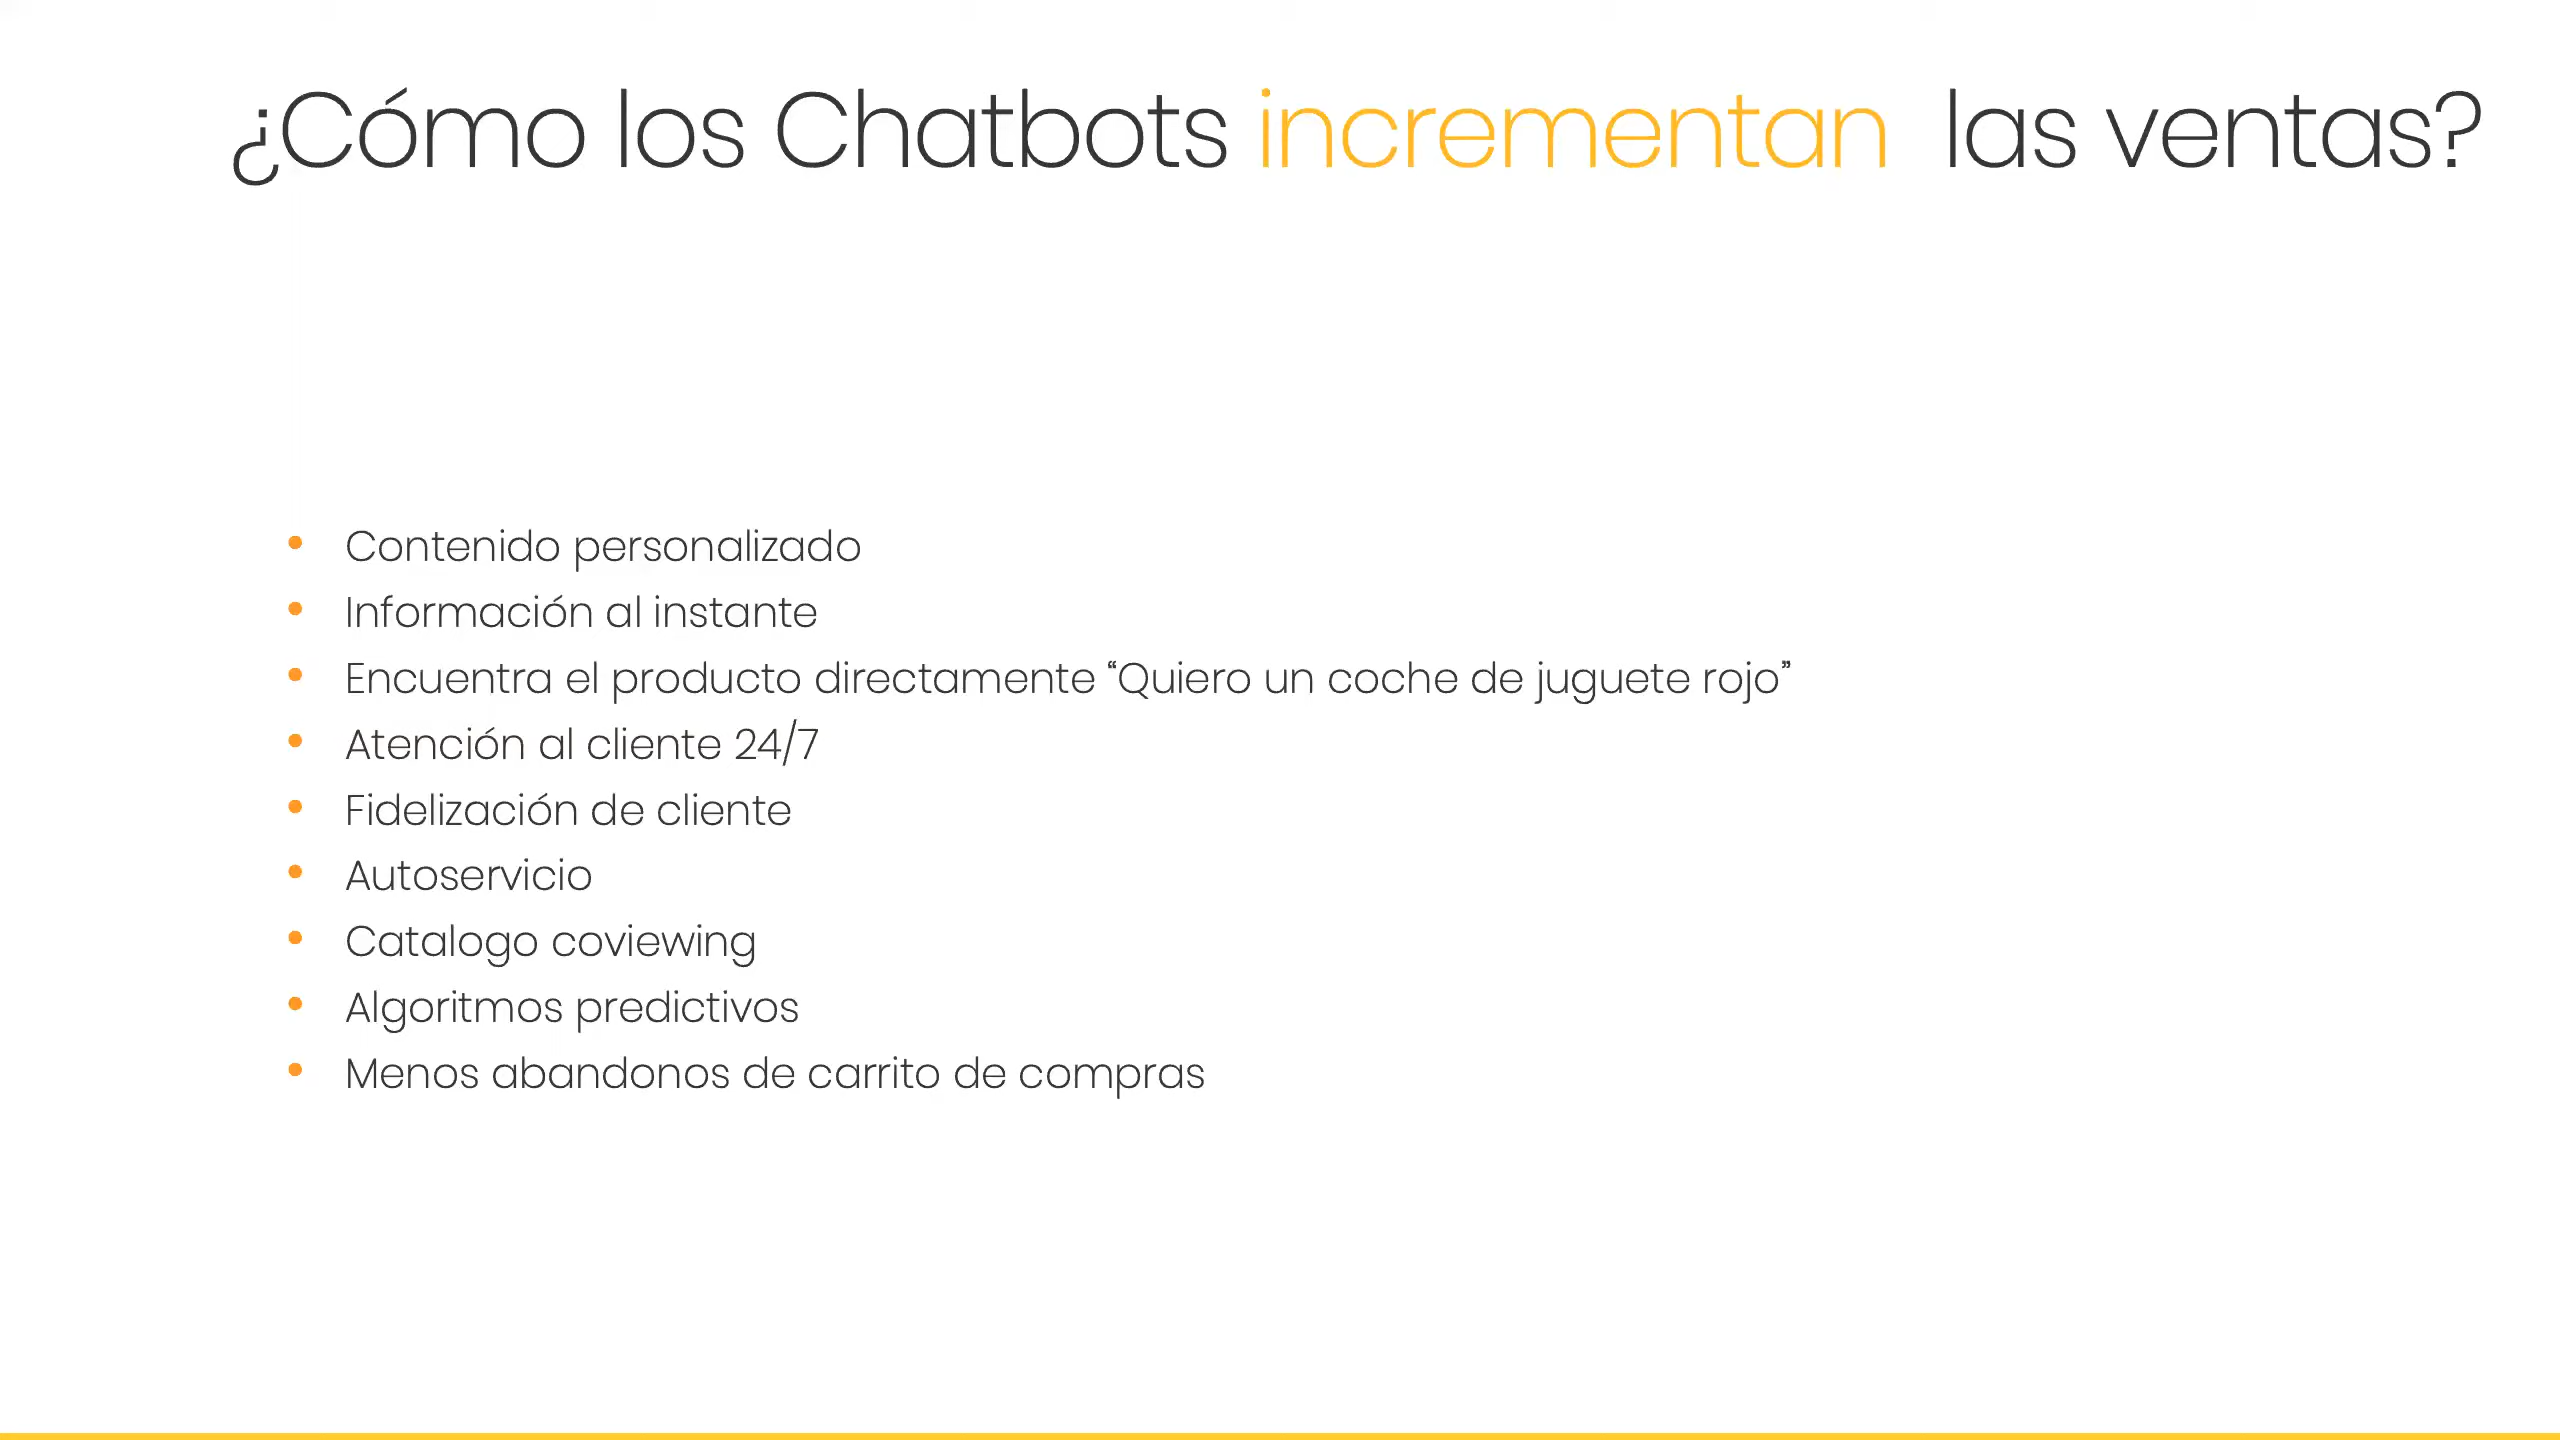 ¿Cómo los Chatbots incrementan las ventas?
• Contenido personalizado
• Información al instante
• Encuentra el producto directamente “Quiero un coche de juguete rojo”
• Atención al cliente 24/7
• Fidelización de cliente
• Autoservicio
• Catalogo coviewing
• Algoritmos predictivos
• Menos abandonos de carrito de compras